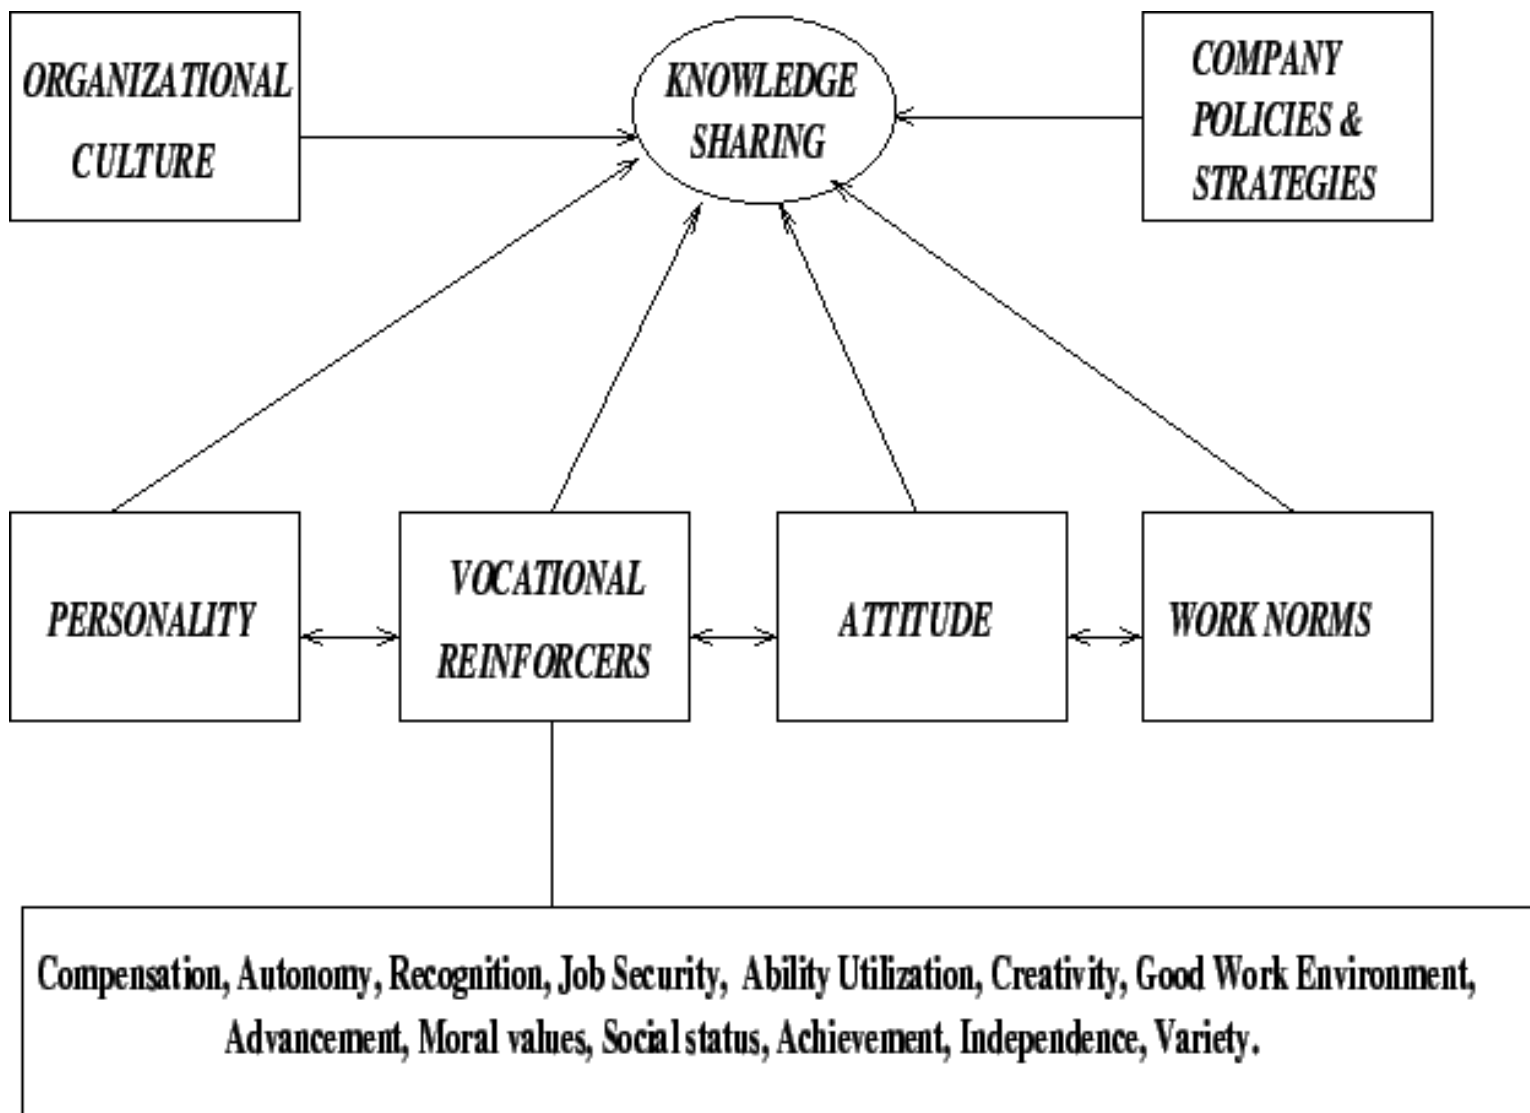 ORGANIZATIONAL
CULTURE
KNOWLEDGE
SHARING
COMPANY
POLICIES &
STRATEGIES
PERSONALITY
VOCATIONAL
REINFORCERS
ATTITUDE
WORK NORMS
Compensation, Autonomy, Recognition, Job Security, Ability Utilization, Creativity, Good Work Environment,
Advancement, Moral values, Social status, Achievement, Independence, Variety.